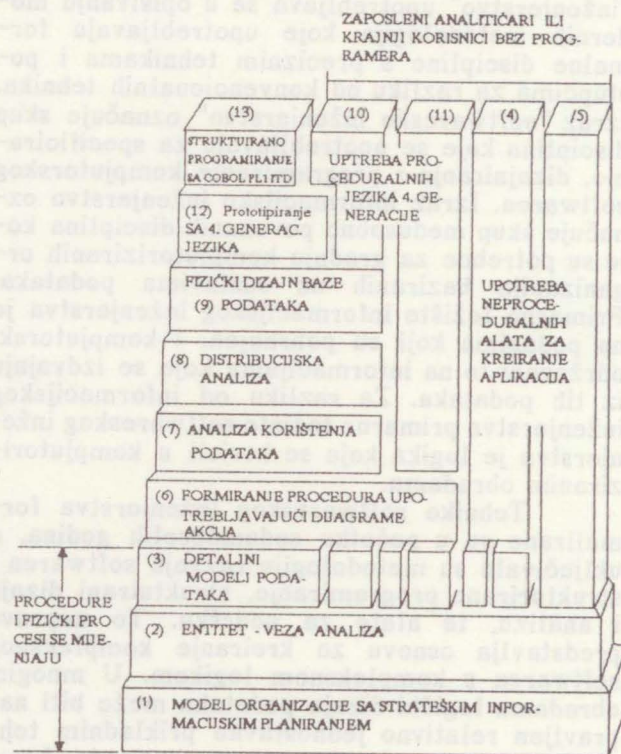 ZAPOSLENI ANALITIČARI ILI
KRAJNJI KORISNICI BEZ PROG-
RAMERA
(13)
(10)
(11)
(4)
/5)
STRUKTURIRANO
PROGRAMIRANJE
SA COBOL PL/ITD
UPTREBA PRO-
CEDURALNIH
JEZIKA 4. GE
NERACIJE
(12) Prototipiranje
SA 4.GENERAC.
JEZIKA
FIZIČKI DIZAJN BAZE
(9) PODATAKA
UPOTREBA
NEPROCE-
DURALNIH
ALATA ZA
KREIRANJE
APLIKACIJA
(8) DISTRIBUCIJSKA
ANALIZA
(7) ANALIZA KORIŠTENJA
PODATAKA
(6) FORMIRANJE PROCEDURA UPO-
TREBLJAVAJUĆI DIJAGRAME
AKCIJA
(3) DETALJNI
MODELI PODA-
TAKA
PROCEDURE
I FIZIČKI PRO-
CESI SE MIJE-
NJAJU
(2) ENTITET - VEZA ANALIZA
(1) MODEL ORGANIZACIJE SA STRATEŠKIM INFOR-
MACIJSKIM PLANIRANJEM